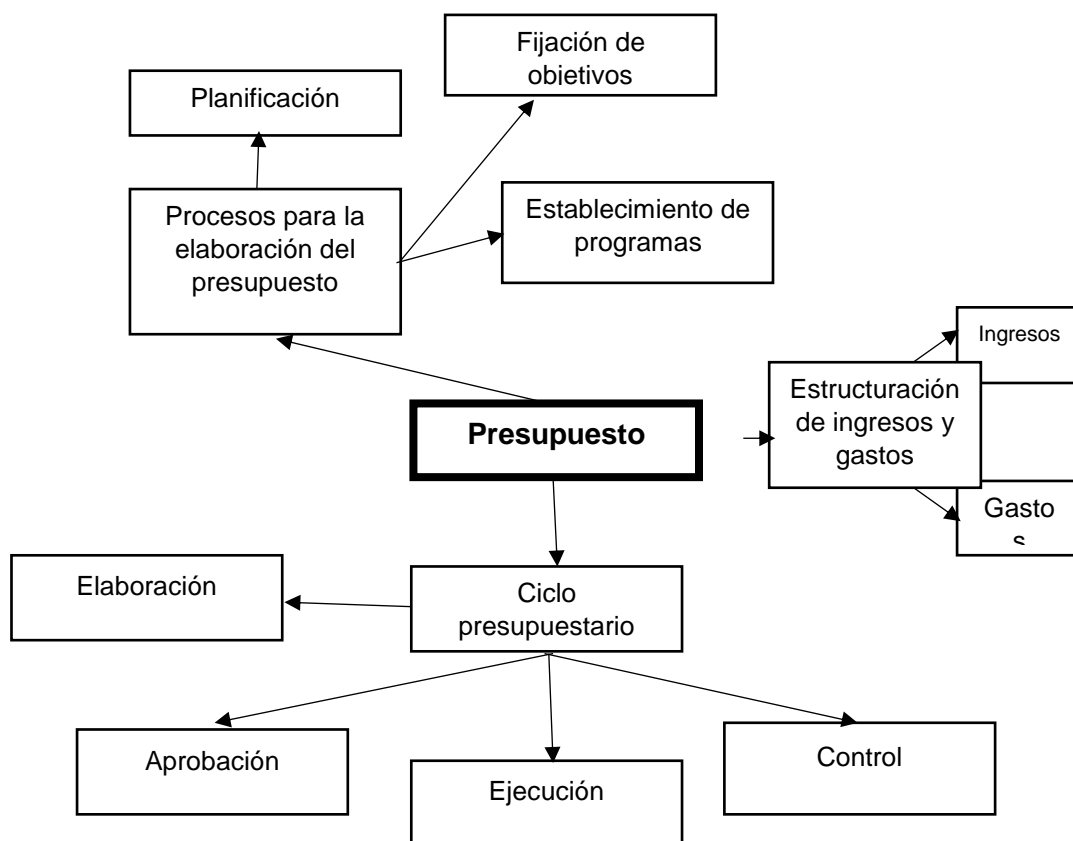 Fijación de
objetivos
Planificación
Procesos para la
elaboración del
presupuesto
Establecimiento de
programas
Ingresos
Estructuración
de ingresos y
gastos
Presupuesto
Gasto
s
Elaboración
Ciclo
presupuestario
Aprobación
Ejecución
Control